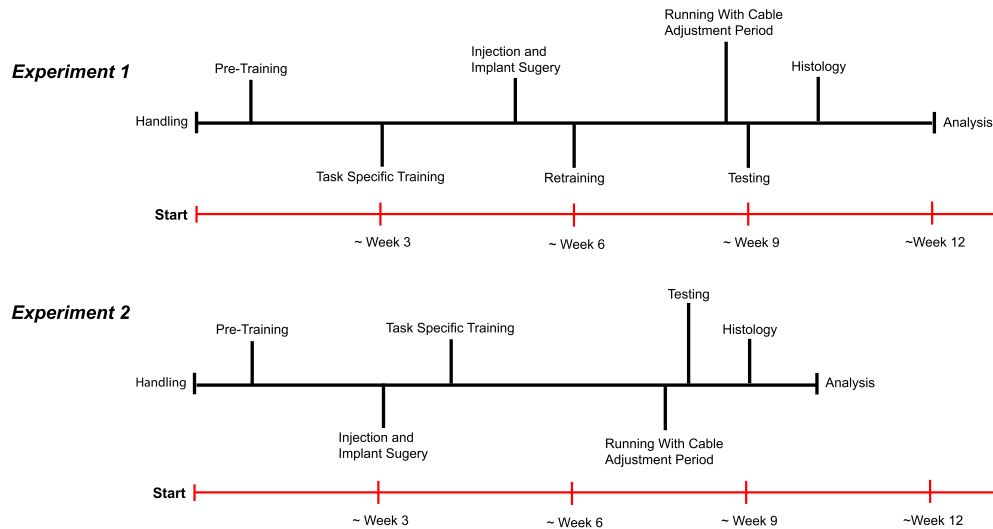 Running With Cable
Adjustment Period
Injection and
Implant Sugery
Experiment 1
Pre-Training
Histology
Handling
Analysis
Task Specific Training
Retraining
Testing
Start
~ Week 3
~ Week 6
~ Week 9
~Week 12
Experiment 2
Testing
Pre-Training
Task Specific Training
Histology
Handling
Analysis
Injection and
Implant Sugery
Running With Cable
Adjustment Period
Start
~ Week 3
~ Week 6
~ Week 9
~Week 12